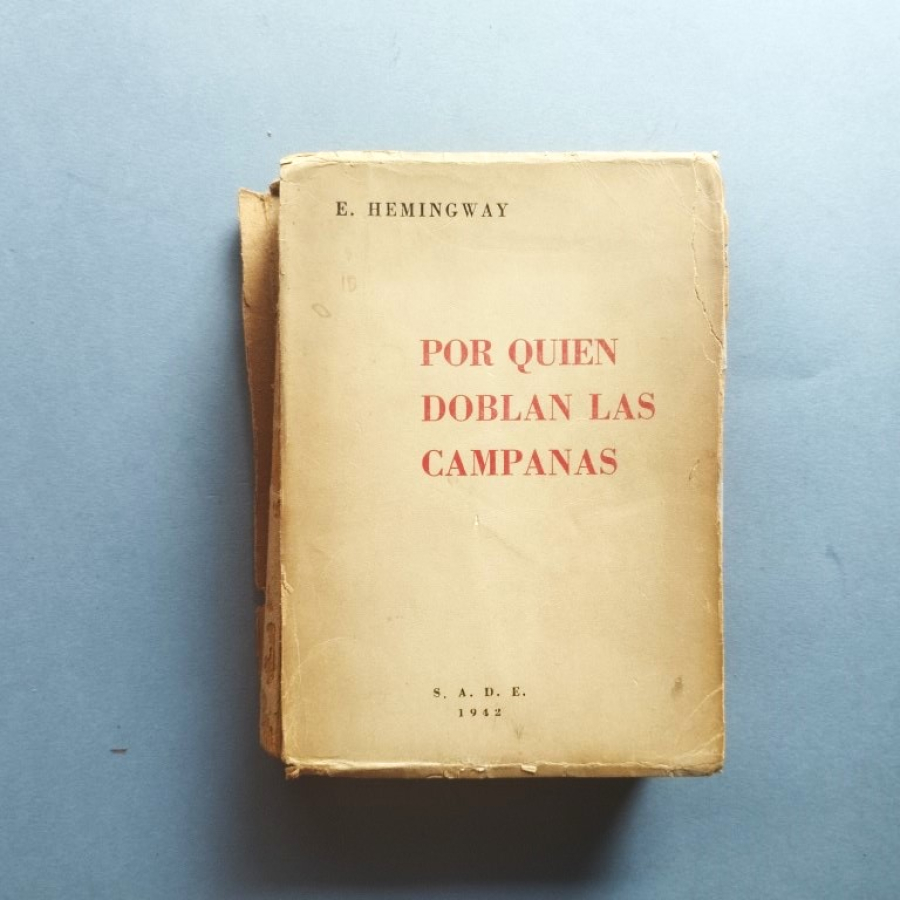 E. HEMINGWAY
POR QUIEN
DOBLAN LAS
CAMPANAS
S. A. D. E.
1942